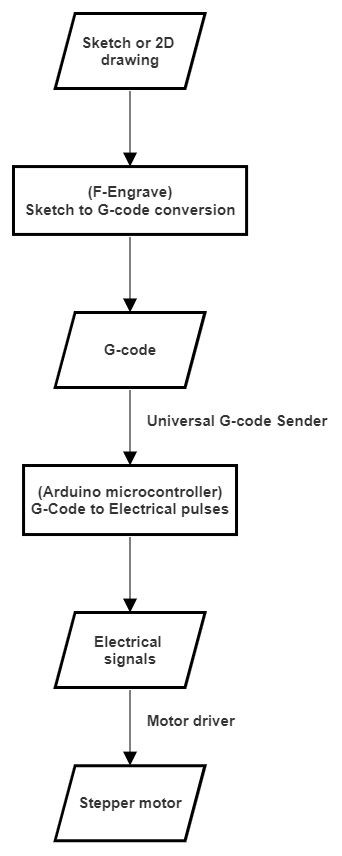 Sketch or 2D
drawing
(F-Engrave)
Sketch to G-code conversion
G-code
Universal G-code Sender
(Arduino microcontroller)
G-Code to Electrical pulses
Electrical
signals
Motor driver
Stepper motor